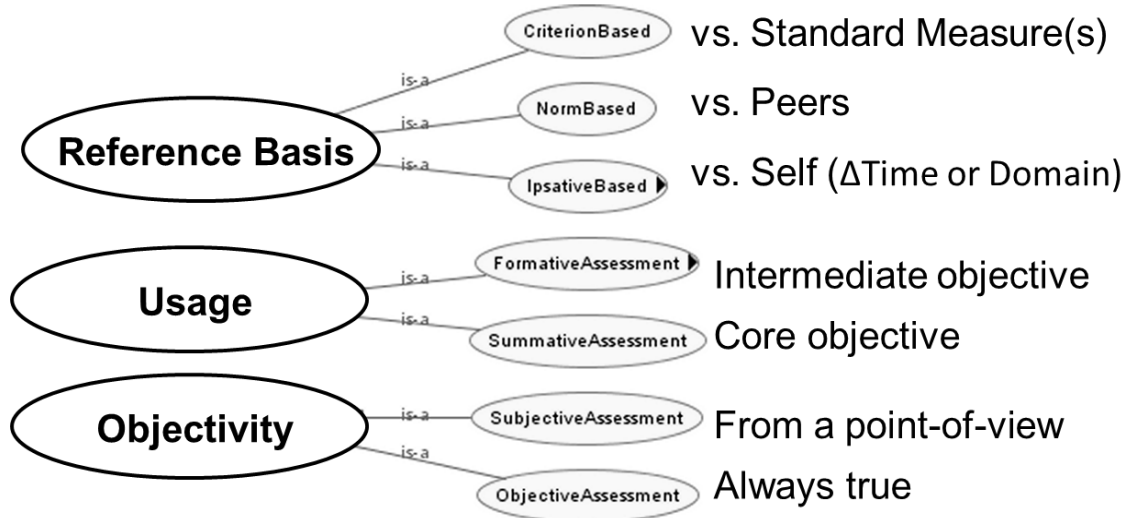 CriterionBased vs. Standard Measure(s)
is-a
NormBased vs. Peers
is-a
Reference Basis
is-a
IpsativeBased vs. Self (ΔTime or Domain)
FormativeAssessment Intermediate objective
is-a
Usage
is-a
SummativeAssessment Core objective
is-a SubjectiveAssessment From a point-of-view
Objectivity
is-a
ObjectiveAssessment Always true